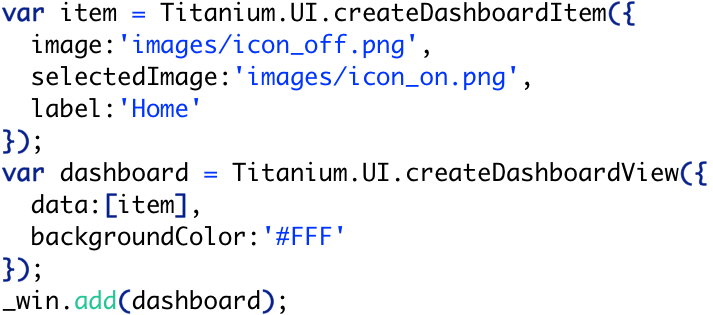 var item = Titanium.UI.createDashboardItem({
  image:'images/icon_off.png',
  selectedImage:'images/icon_on.png',
  label:'Home'
});
var dashboard = Titanium.UI.createDashboardView({
  data:[item],
  backgroundColor:'#FFF'
});
_win.add(dashboard);